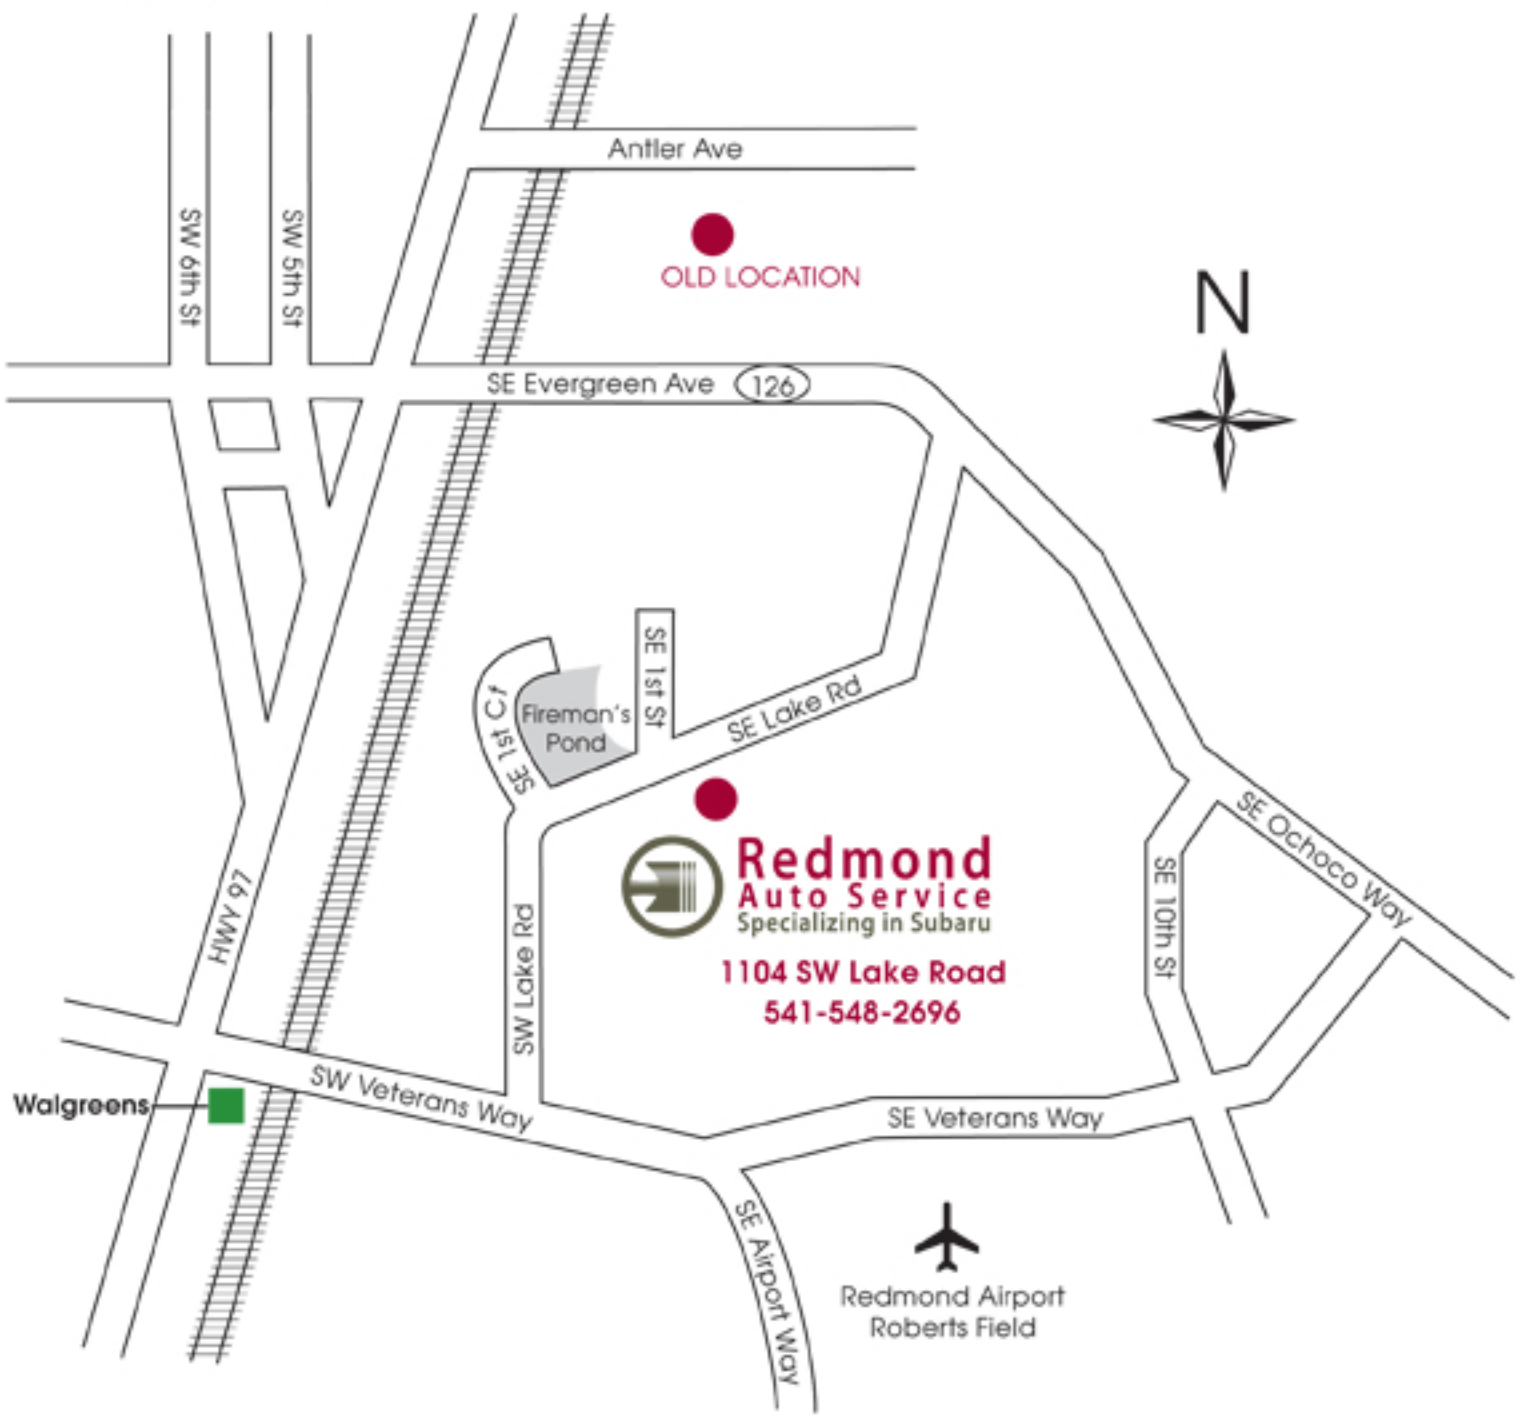 Antler Ave
SW 6th St
SW 5th St
OLD LOCATION
N
SE Evergreen Ave
126
SE 1st St
SE 1st Ct
Fireman's
Pond
SE Lake Rd
Redmond
Auto Service
Specializing in Subaru
1104 SW Lake Road
541-548-2696
SE Ochoco Way
SE 10th St
HWY 97
SW Lake Rd
Walgreens
SW Veterans Way
SE Veterans Way
SE Airport Way
Redmond Airport
Roberts Field